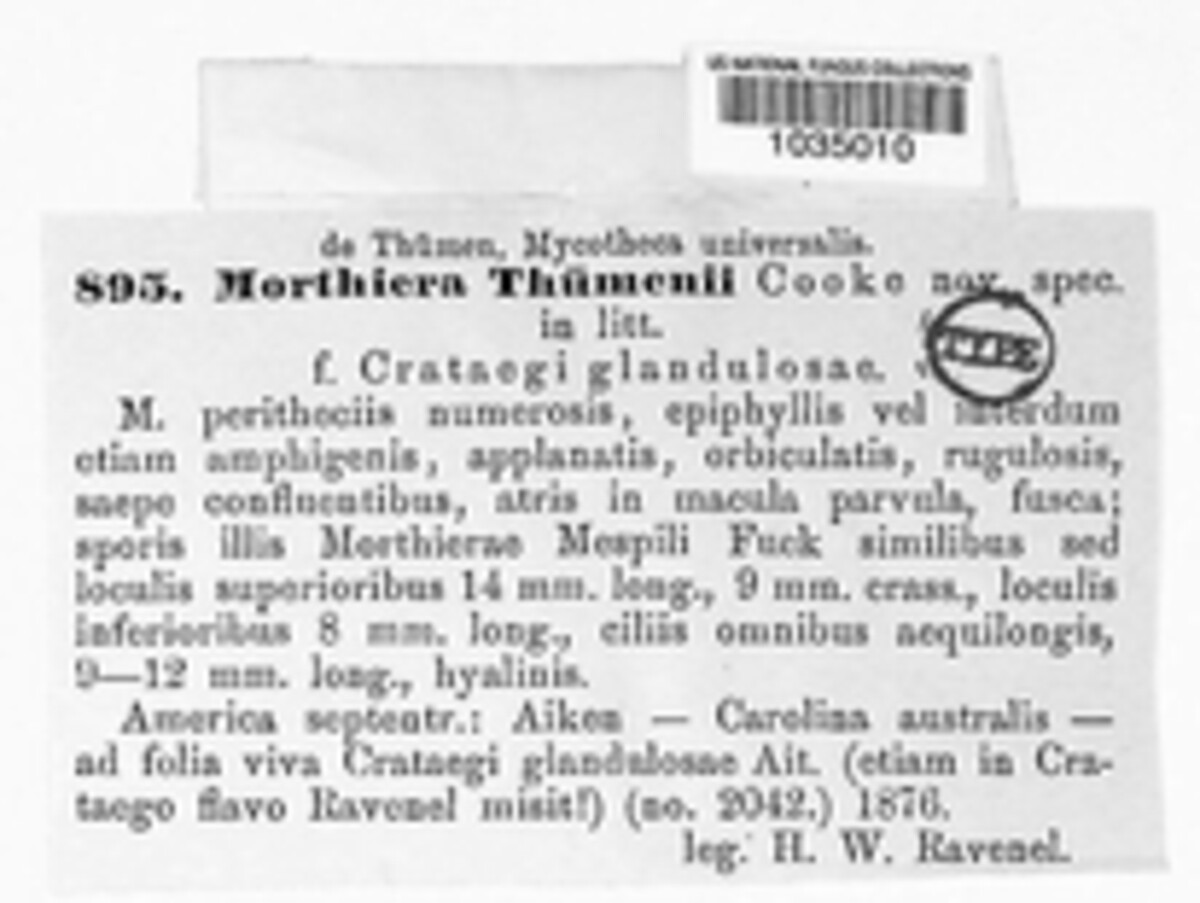 US NATIONAL FUNGUS COLLECTIONS
1035010
de Thümen, Mycotheca universalis.
895. Morthiera Thümenii Cooke nov. spec.
in litt.
TYPE
f. Crataegi glandulosae.
M. peritheciis numerosis, epiphyllis vel interdum
etiam amphigenis, applanatis, orbiculatis, rugulosis,
saepe confluentibus, atris in macula parvula, fusca;
sporis illis Morthierae Mespili Fuck similibus sed
loculis superioribus 14 mm. long., 9 mm. crass., loculis
inferioribus 8 mm. long., ciliis omnibus aequilongis,
9—12 mm. long., hyalinis.
America septentr.: Aiken — Carolina australis —
ad folia viva Crataegi glandulosae Ait. (etiam in Cra-
taego flavo Ravenel misit!) (no. 2042.) 1876.
leg. H. W. Ravenel.